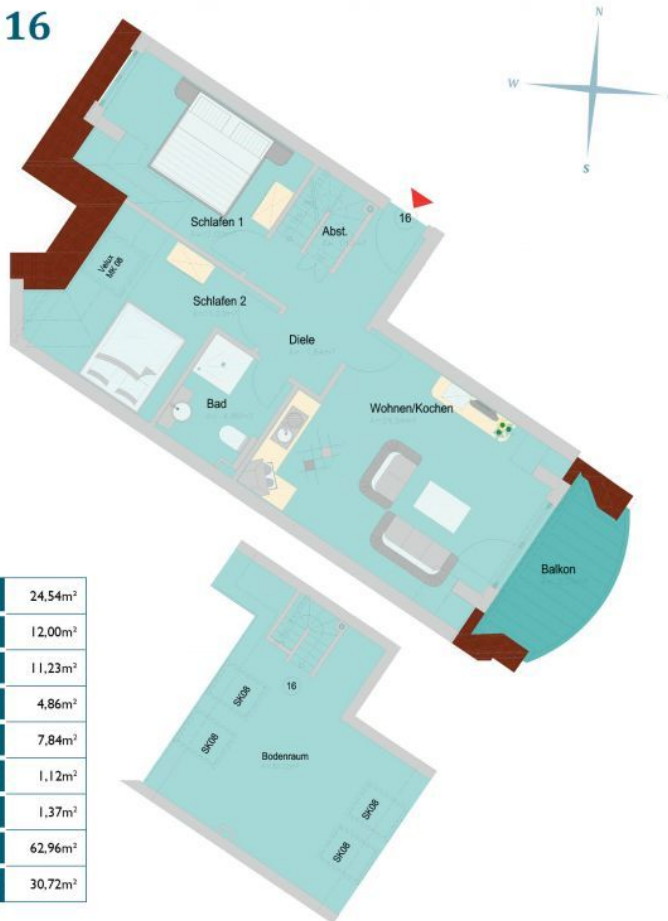 16
N
W
S
Schlafen 1
Abst.
16
Velux
MK 08
Schlafen 2
Diele
Bad
Wohnen/Kochen
Balkon
24,54m²
12,00m²
11,23m²
4,86m²
7,84m²
1,12m²
1,37m²
62,96m²
30,72m²
16
SK08
SK08
Bodenraum
SK08
SK08